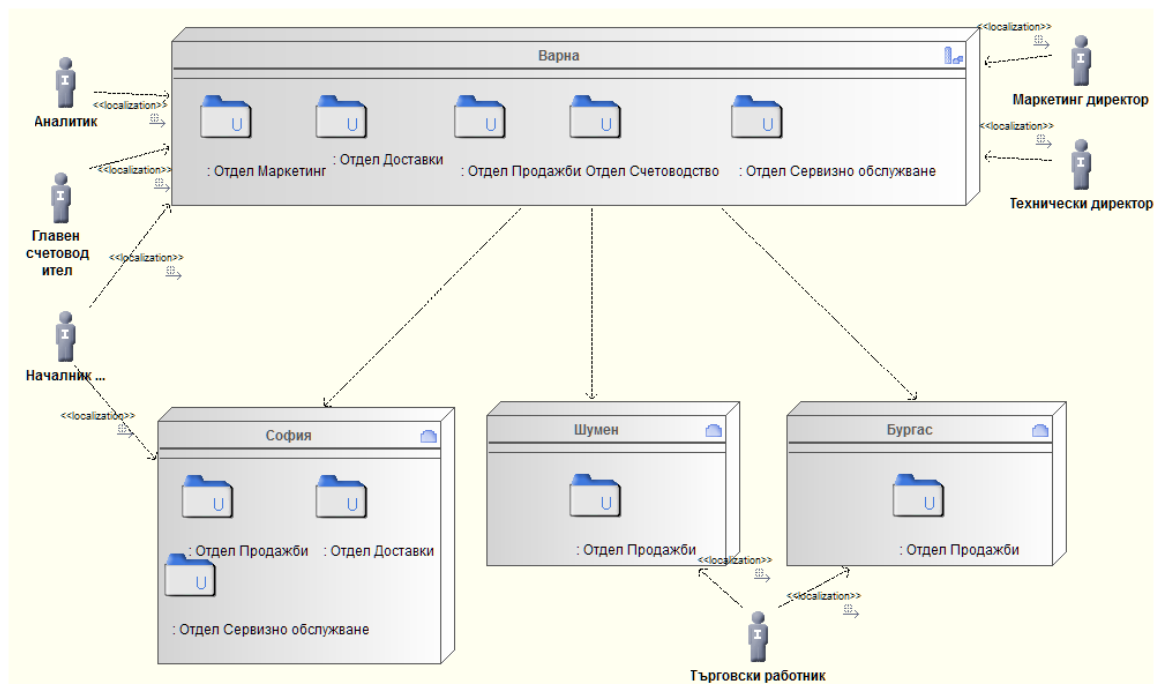 <<localization>>
Варна
Аналитик
<<localization>>
Маркетинг директор
<<localization>>
: Отдел Маркетинг
: Отдел Доставки
: Отдел Продажби
Отдел Счетоводство
: Отдел Сервизно обслужване
<<localization>>
Технически директор
Главен
счетовод
ител
<<localization>>
Началник ...
<<localization>>
София
: Отдел Продажби
: Отдел Доставки
: Отдел Сервизно обслужване
Шумен
: Отдел Продажби
Бургас
: Отдел Продажби
<<localization>>
<<localization>>
Търговски работник